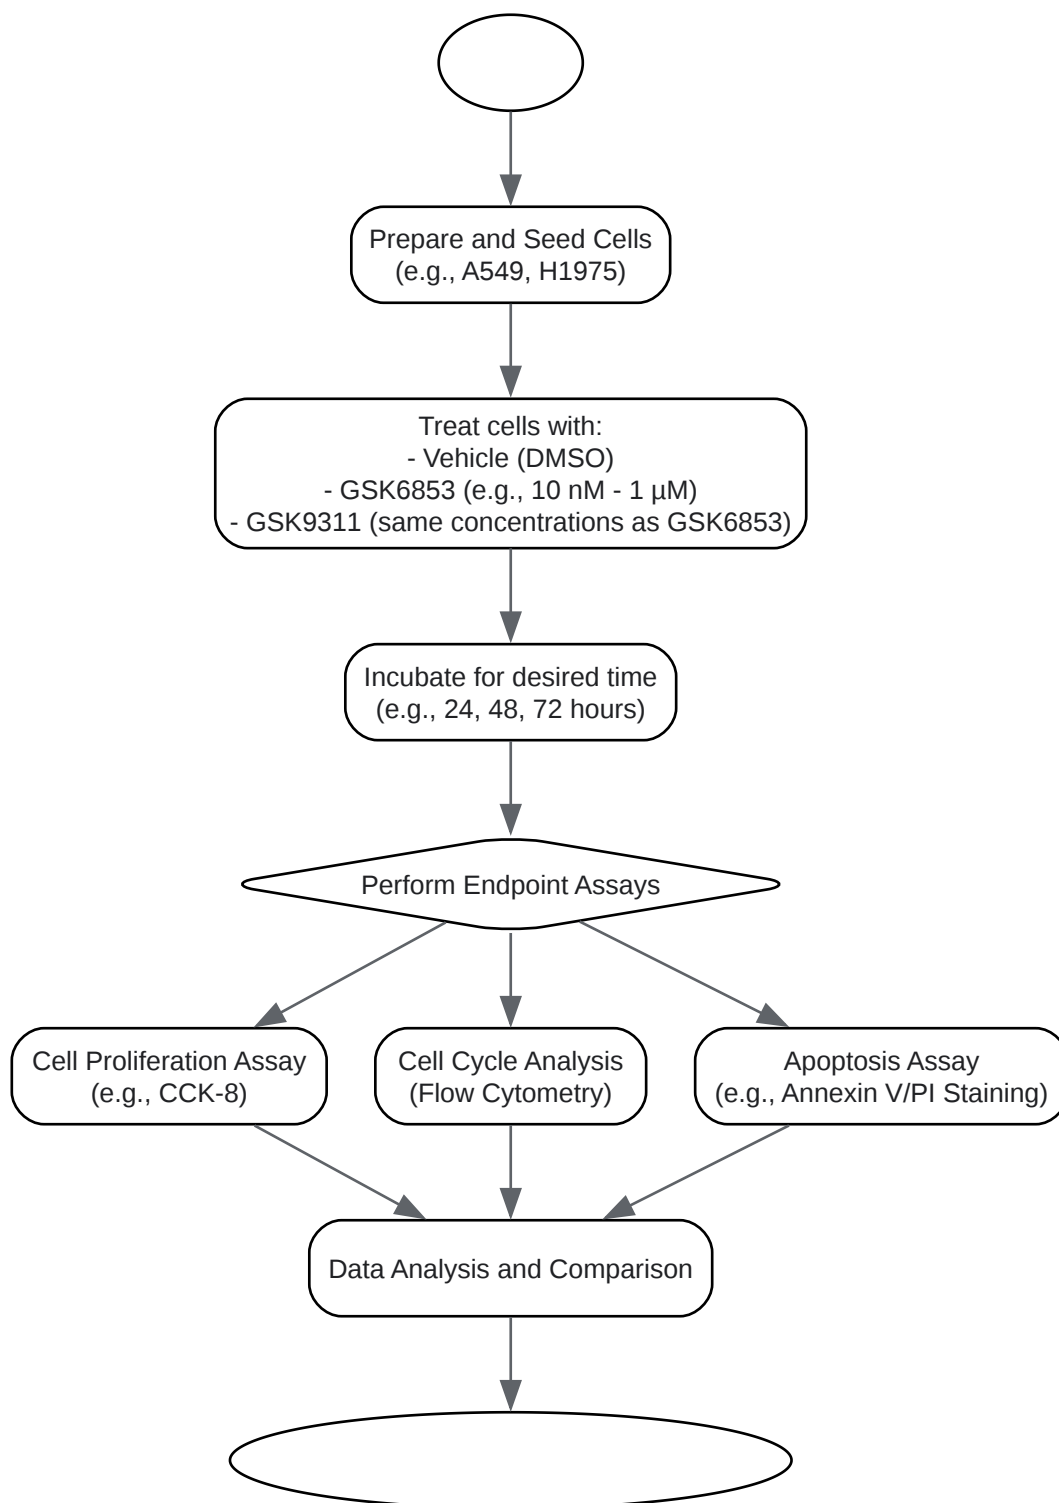 Prepare and Seed Cells
(e.g., A549, H1975)
Treat cells with:
- Vehicle (DMSO)
- GSK6853 (e.g., 10 nM - 1 µM)
- GSK9311 (same concentrations as GSK6853)
Incubate for desired time
(e.g., 24, 48, 72 hours)
Perform Endpoint Assays
Cell Proliferation Assay
(e.g., CCK-8)
Cell Cycle Analysis
(Flow Cytometry)
Apoptosis Assay
(e.g., Annexin V/PI Staining)
Data Analysis and Comparison